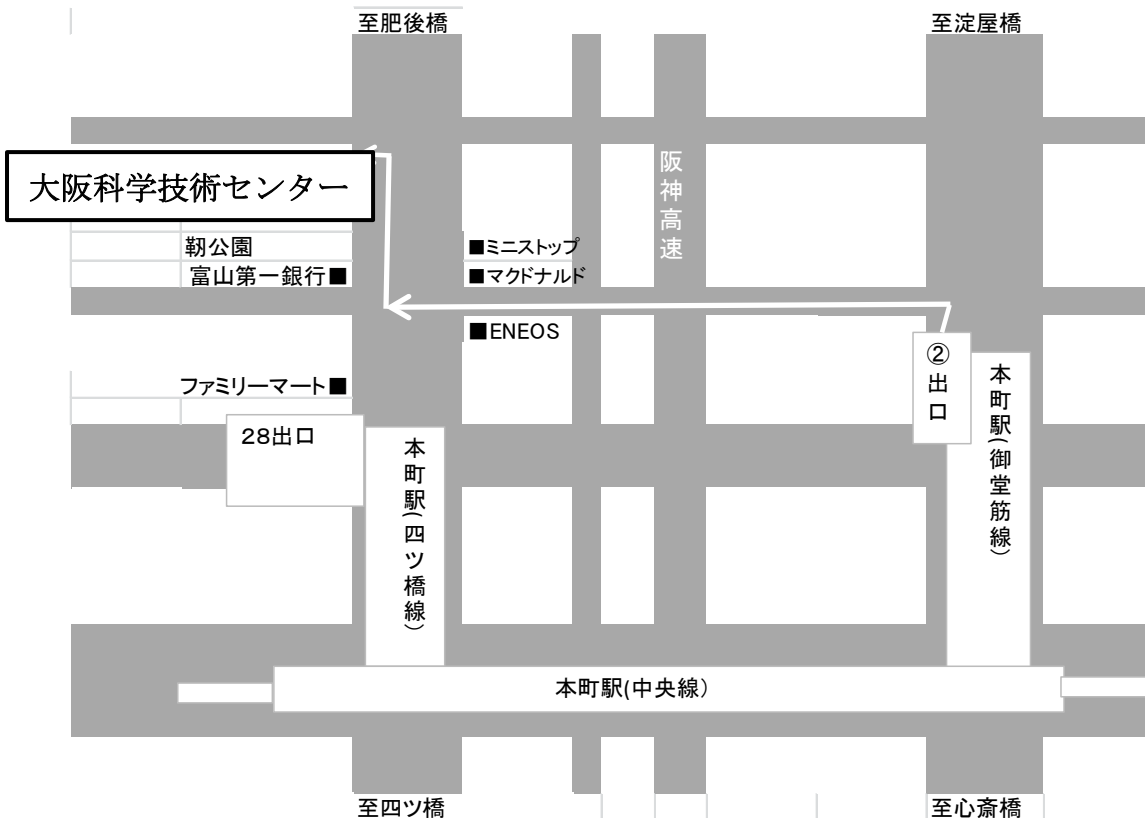 至肥後橋
至淀屋橋
阪神高速
大阪科学技術センター
靭公園
■ミニストップ
富山第一銀行■
■マクドナルド
■ENEOS
②出口
ファミリーマート■
本町駅(御堂筋線)
28出口
本町駅(四ツ橋線)
本町駅(中央線)
至四ツ橋
至心斎橋